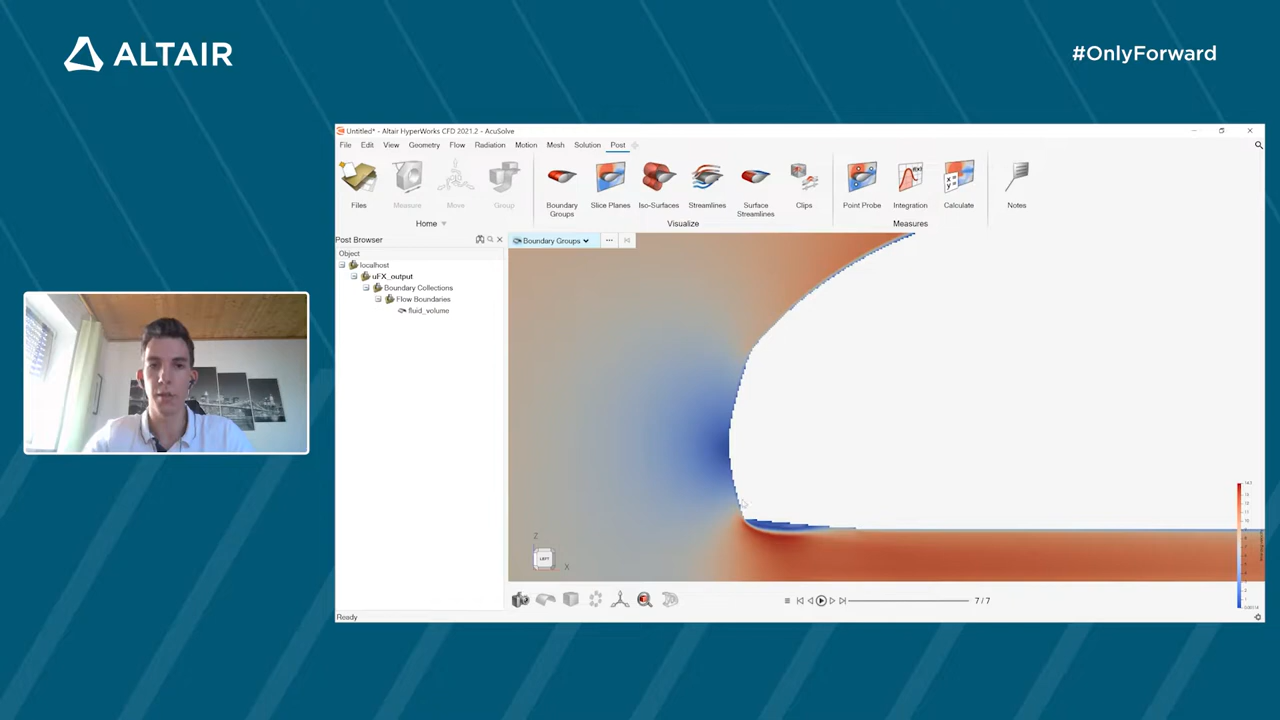 ALTAIR
#OnlyForward
Untitled* - Altair HyperWorks CFD 2021.2 - AcuSolve
File Edit View Geometry Flow Radiation Motion Mesh Solution Post
Files Measure Move Group Boundary Groups Slice Planes Iso-Surfaces Streamlines Surface Streamlines Clips Point Probe Integration Calculate Notes
Home Visualize Measures
Post Browser
Boundary Groups
Object
localhost
uFX_output
Boundary Collections
Flow Boundaries
fluid_volume
Z
LEFT
X
7 / 7
Ready